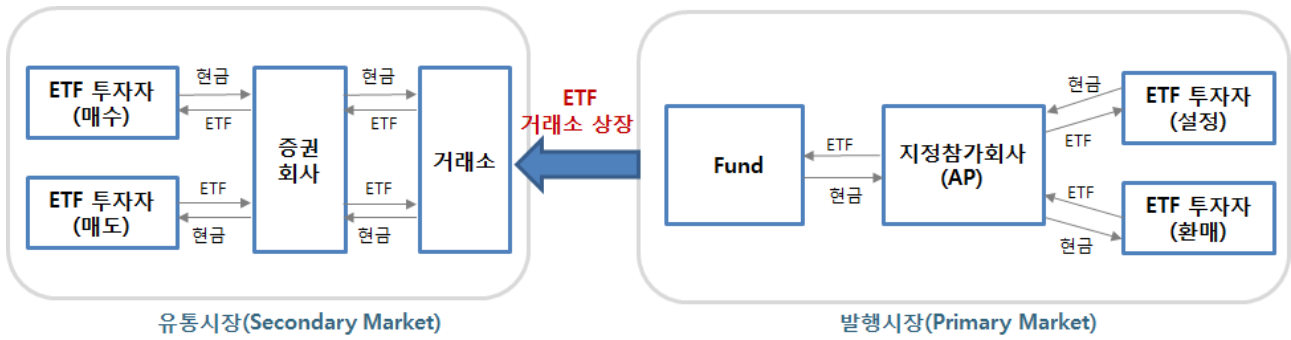 ETF 투자자
(매수)
현금
ETF
증권
회사
현금
ETF
거래소
ETF 투자자
(매도)
ETF
현금
ETF
현금
유통시장(Secondary Market)
ETF
거래소 상장
Fund
ETF
현금
지정참가회사
(AP)
현금
ETF
ETF 투자자
(설정)
ETF
현금
ETF 투자자
(환매)
발행시장(Primary Market)